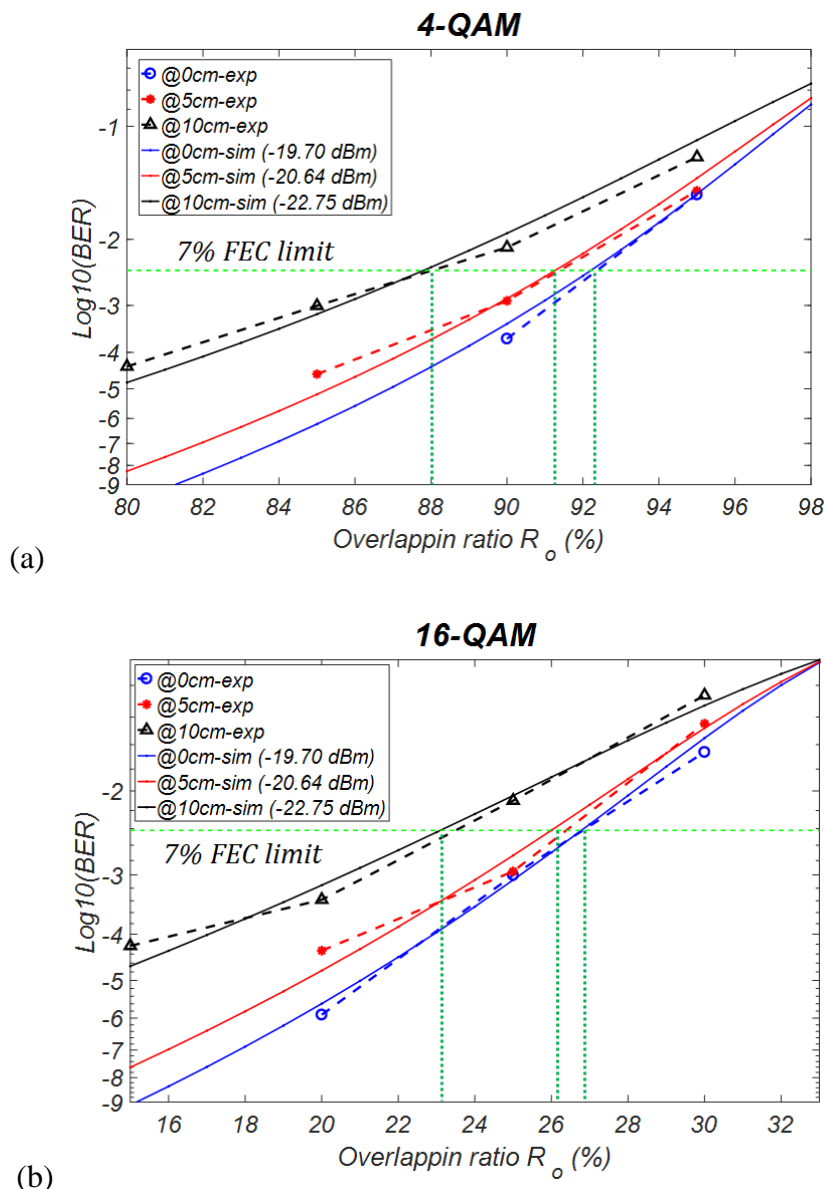 4-QAM
@0cm-exp
@5cm-exp
@10cm-exp
@0cm-sim (-19.70 dBm)
@5cm-sim (-20.64 dBm)
@10cm-sim (-22.75 dBm)
7% FEC limit
Log10(BER)
-1
-2
-3
-4
-5
-6
-7
-8
-9
80 82 84 86 88 90 92 94 96 98
Overlappin ratio R o (%)
(a)
16-QAM
@0cm-exp
@5cm-exp
@10cm-exp
@0cm-sim (-19.70 dBm)
@5cm-sim (-20.64 dBm)
@10cm-sim (-22.75 dBm)
7% FEC limit
Log10(BER)
-2
-3
-4
-5
-6
-7
-8
-9
16 18 20 22 24 26 28 30 32
Overlappin ratio R o (%)
(b)